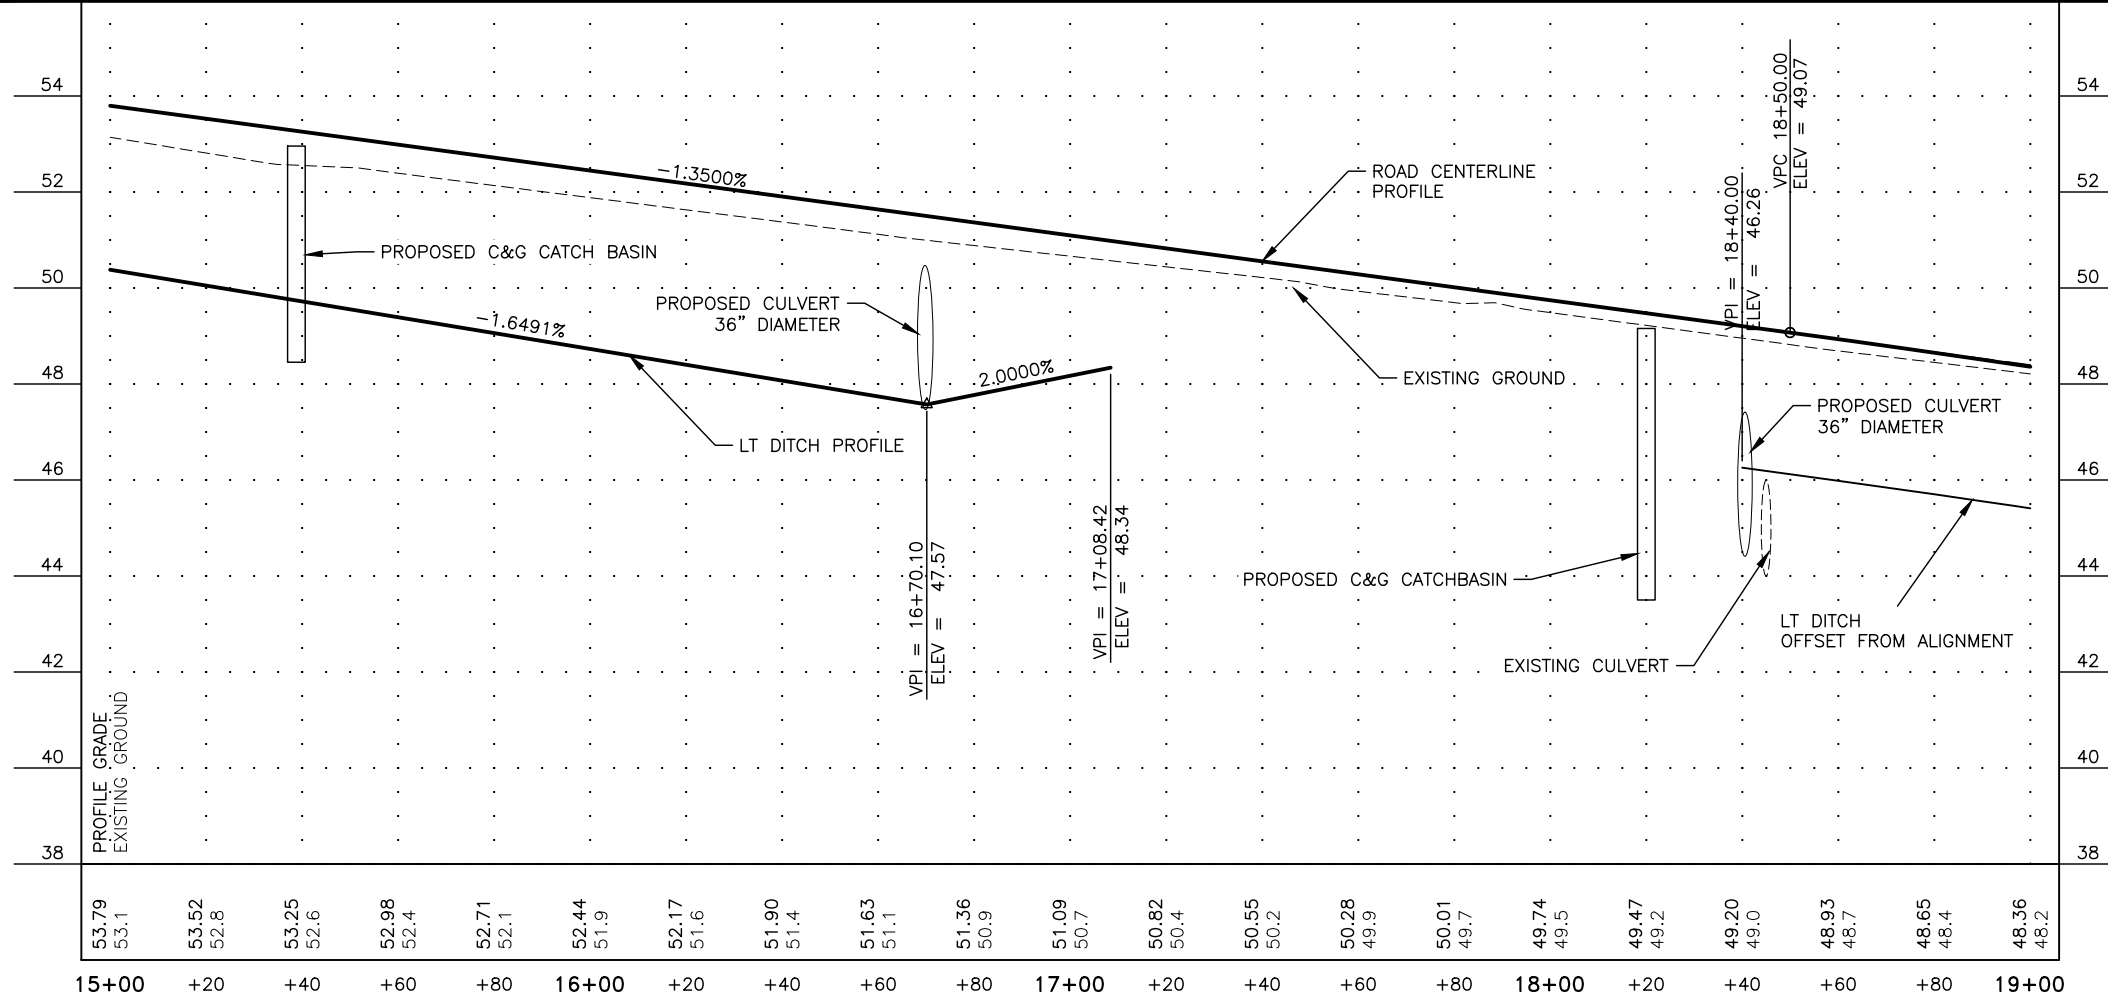 54
52
50
48
46
44
42
40
38
54
52
50
48
46
44
42
40
38
-1.3500%
ROAD CENTERLINE
PROFILE
VPC 18+50.00
ELEV = 49.07
VPI = 18+40.00
ELEV = 46.26
PROPOSED C&G CATCH BASIN
PROPOSED CULVERT
36” DIAMETER
-1.6491%
2.0000%
EXISTING GROUND
LT DITCH PROFILE
PROPOSED CULVERT
36” DIAMETER
VPI = 16+70.10
ELEV = 47.57
VPI = 17+08.42
ELEV = 48.34
PROPOSED C&G CATCHBASIN
LT DITCH
OFFSET FROM ALIGNMENT
EXISTING CULVERT
PROFILE GRADE
EXISTING GROUND
53.79
53.1
53.52
52.8
53.25
52.6
52.98
52.4
52.71
52.1
52.44
51.9
52.17
51.6
51.90
51.4
51.63
51.1
51.36
50.9
51.09
50.7
50.82
50.4
50.55
50.2
50.28
49.9
50.01
49.7
49.74
49.5
49.47
49.2
49.20
49.0
48.93
48.7
48.65
48.4
48.36
48.2
15+00 +20 +40 +60 +80 16+00 +20 +40 +60 +80 17+00 +20 +40 +60 +80 18+00 +20 +40 +60 +80 19+00